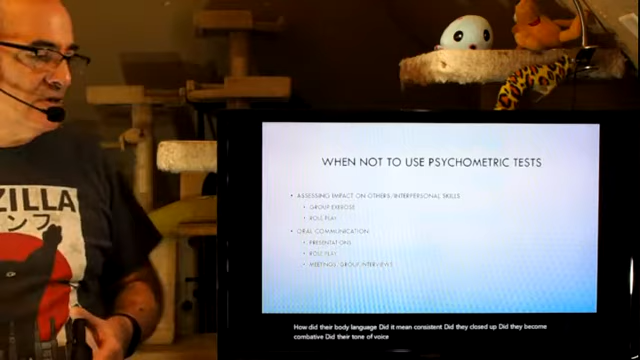 ZILLA
ンフ
WHEN NOT TO USE PSYCHOMETRIC TESTS
• ASSESSING IMPACT ON OTHERS/INTERPERSONAL SKILLS
• GROUP EXERCISE
• ROLE PLAY
• ORAL COMMUNICATION
• PRESENTATIONS
• ROLE PLAY
• MEETINGS, GROUP INTERVIEWS
How did their body language Did it mean consistent Did they closed up Did they become
combative Did their tone of voice